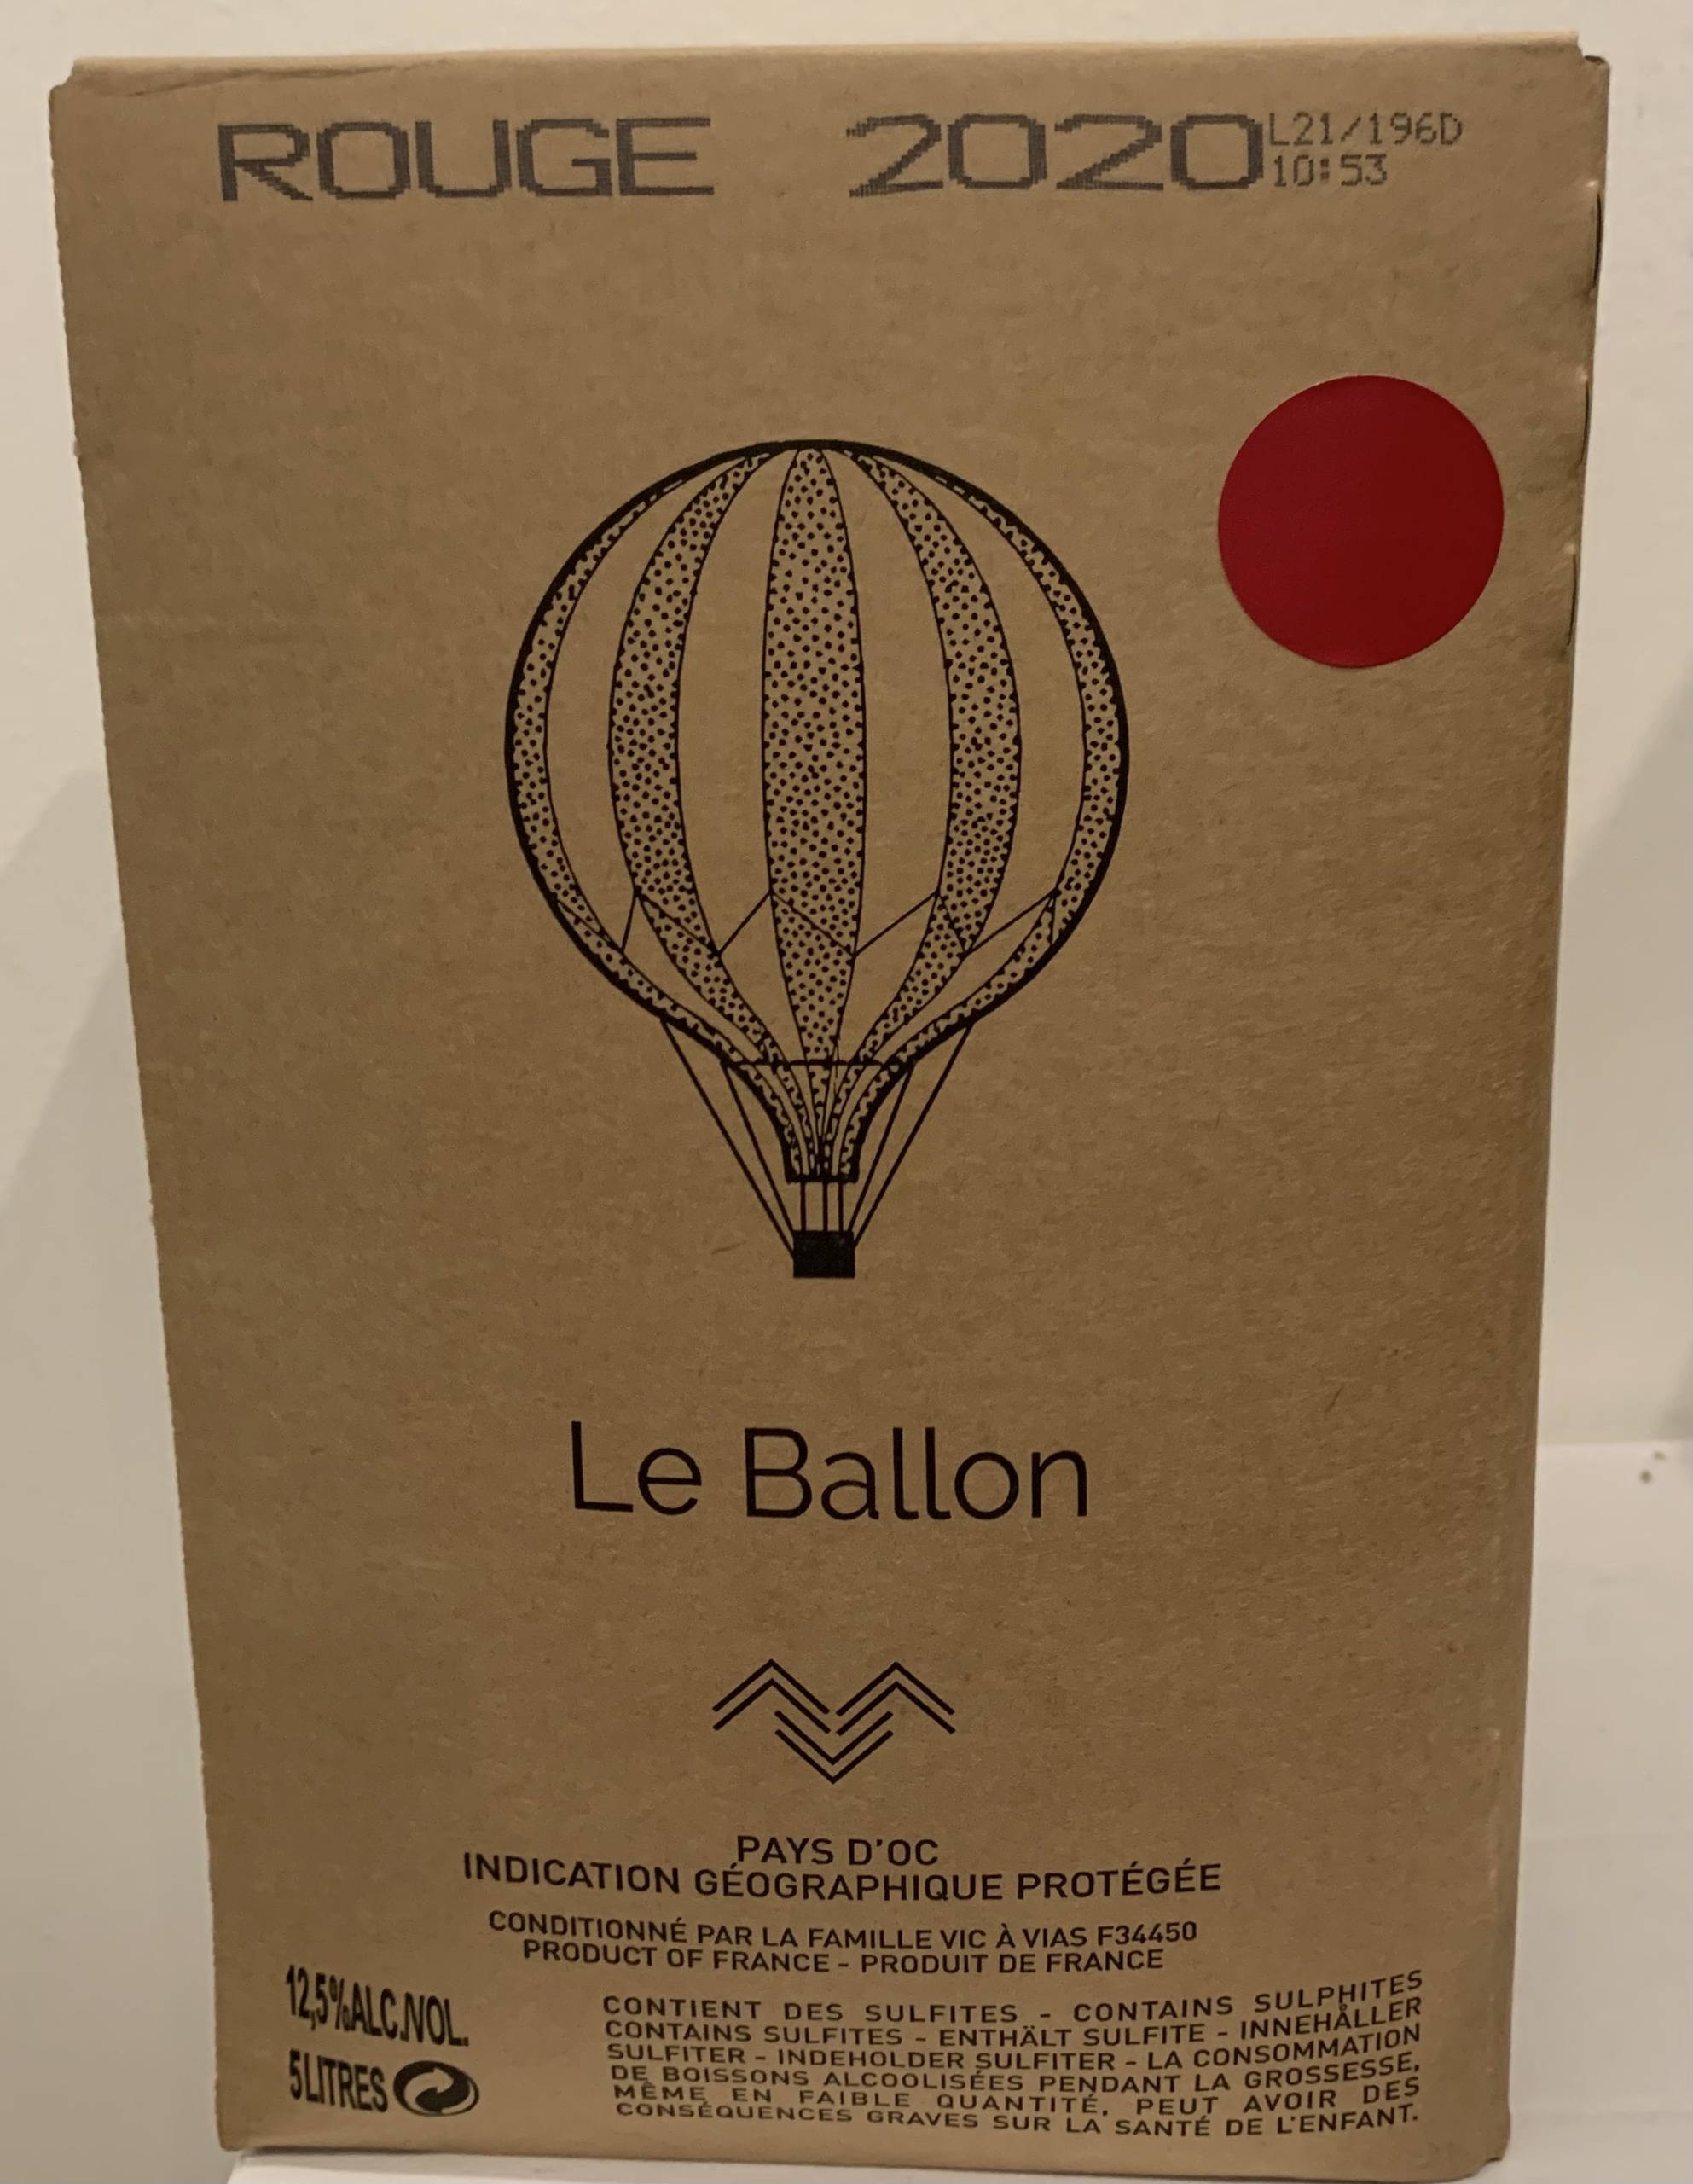 ROUGE 2020
L21/196D
10:53
Le Ballon
PAYS D'OC
INDICATION GÉOGRAPHIQUE PROTÉGÉE
CONDITIONNÉ PAR LA FAMILLE VIC À VIAS F34450
PRODUCT OF FRANCE - PRODUIT DE FRANCE
12,5%ALC./VOL.
5 LITRES
CONTIENT DES SULFITES - CONTAINS SULPHITES
CONTAINS SULFITES - ENTHÄLT SULFITE - INNEHÅLLER
SULFITER - INDEHOLDER SULFITER - LA CONSOMMATION
DE BOISSONS ALCOOLISÉES PENDANT LA GROSSESSE,
MÊME EN FAIBLE QUANTITÉ, PEUT AVOIR DES
CONSÉQUENCES GRAVES SUR LA SANTÉ DE L'ENFANT.